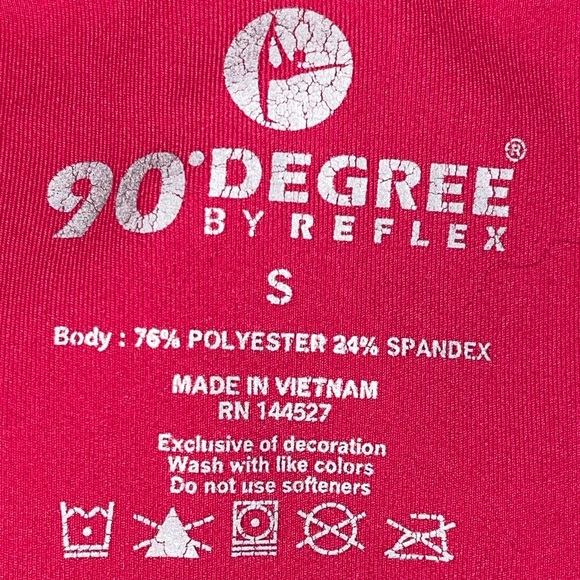 90° DEGREE®
BY REFLEX
S
Body : 76% POLYESTER 24% SPANDEX
MADE IN VIETNAM
RN 144527
Exclusive of decoration
Wash with like colors
Do not use softeners